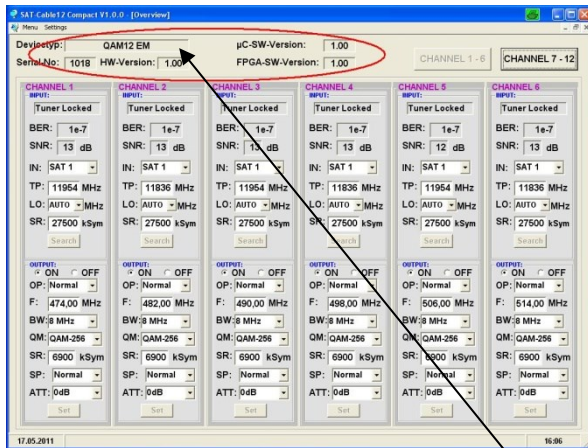 SAT-Cable12 Compact V1.0.0 - [Overview]
Menu Settings
Devicetyp: QAM12 EM µC-SW-Version: 1.00
Serial-No: 1018 HW-Version: 1.00 FPGA-SW-Version: 1.00
CHANNEL 1 - 6 CHANNEL 7 - 12
CHANNEL 1 CHANNEL 2 CHANNEL 3 CHANNEL 4 CHANNEL 5 CHANNEL 6
INPUT: INPUT: INPUT: INPUT: INPUT: INPUT:
Tuner Locked Tuner Locked Tuner Locked Tuner Locked Tuner Locked Tuner Locked
BER: 1e-7 BER: 1e-7 BER: 1e-7 BER: 1e-7 BER: 1e-7 BER: 1e-7
SNR: 13 dB SNR: 13 dB SNR: 13 dB SNR: 13 dB SNR: 12 dB SNR: 13 dB
IN: SAT 1 IN: SAT 1 IN: SAT 1 IN: SAT 1 IN: SAT 1 IN: SAT 1
TP: 11954 MHz TP: 11836 MHz TP: 11954 MHz TP: 11836 MHz TP: 11954 MHz TP: 11836 MHz
LO: AUTO MHz LO: AUTO MHz LO: AUTO MHz LO: AUTO MHz LO: AUTO MHz LO: AUTO MHz
SR: 27500 kSym SR: 27500 kSym SR: 27500 kSym SR: 27500 kSym SR: 27500 kSym SR: 27500 kSym
Search Search Search Search Search Search
OUTPUT: OUTPUT: OUTPUT: OUTPUT: OUTPUT: OUTPUT:
ON OFF ON OFF ON OFF ON OFF ON OFF ON OFF
OP: Normal OP: Normal OP: Normal OP: Normal OP: Normal OP: Normal
F: 474,00 MHz F: 482,00 MHz F: 490,00 MHz F: 498,00 MHz F: 506,00 MHz F: 514,00 MHz
BW: 8 MHz BW: 8 MHz BW: 8 MHz BW: 8 MHz BW: 8 MHz BW: 8 MHz
QM: QAM-256 QM: QAM-256 QM: QAM-256 QM: QAM-256 QM: QAM-256 QM: QAM-256
SR: 6900 kSym SR: 6900 kSym SR: 6900 kSym SR: 6900 kSym SR: 6900 kSym SR: 6900 kSym
SP: Normal SP: Normal SP: Normal SP: Normal SP: Normal SP: Normal
ATT: 0dB ATT: 0dB ATT: 0dB ATT: 0dB ATT: 0dB ATT: 0dB
Set Set Set Set Set Set
17.05.2011 16:06